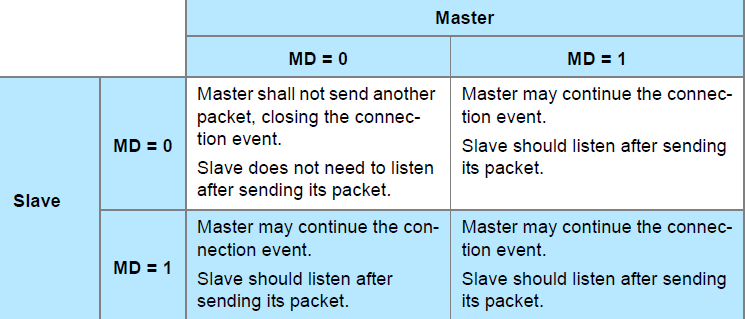 Master
MD = 0
MD = 1
Slave
MD = 0
Master shall not send another
packet, closing the connec-
tion event.
Slave does not need to listen
after sending its packet.
Master may continue the connec-
tion event.
Slave should listen after sending
its packet.
MD = 1
Master may continue the con-
nection event.
Slave should listen after
sending its packet.
Master may continue the connec-
tion event.
Slave should listen after sending
its packet.